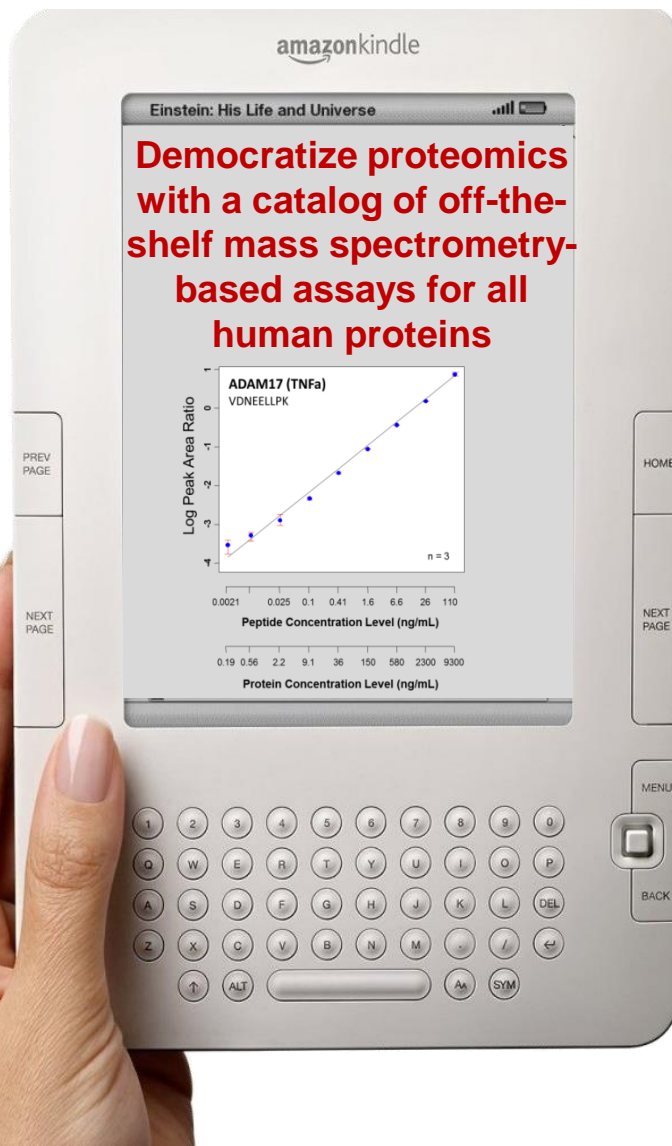 amazonkindle
Einstein: His Life and Universe
Democratize proteomics
with a catalog of off-the-
shelf mass spectrometry-
based assays for all
human proteins
ADAM17 (TNFa)
VDNEELLPK
Log Peak Area Ratio
1
0
-1
-2
-3
-4
n = 3
0.0021 0.025 0.1 0.41 1.6 6.6 26 110
Peptide Concentration Level (ng/mL)
0.19 0.56 2.2 9.1 36 150 580 2300 9300
Protein Concentration Level (ng/mL)
PREV
PAGE
HOME
NEXT
PAGE
NEXT
PAGE
MENU
BACK
1 2 3 4 5 6 7 8 9 0
Q W E R T Y U I O P
A S D F G H J K L DEL
Z X C V B N M . / ↵
↑ ALT Aᴀ SYM